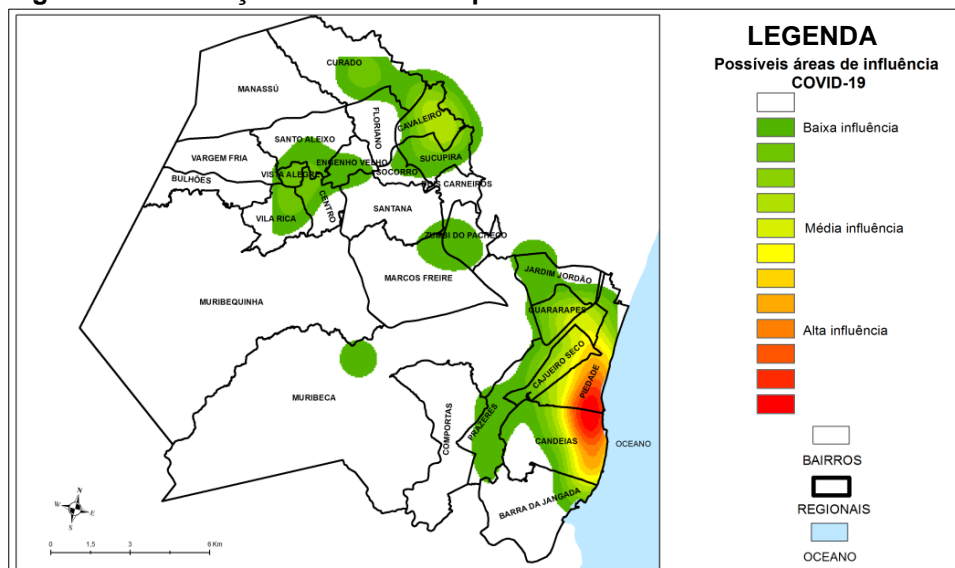 LEGENDA
Possíveis áreas de influência
COVID-19
Baixa influência
Média influência
Alta influência
BAIRROS
REGIONAIS
OCEANO
CURADO
MANASSÚ
FLORIANO
CAVALEIRO
SANTO ALEIXO
VARGEM FRIA
ENGENHO VELHO
SUCUPIRA
SOCORRO
VISTA ALEGRE
BULHÕES
DOIS CARNEIROS
CENTRO
SANTANA
VILA RICA
ZUMBI DO PACHECO
MARCOS FREIRE
JARDIM JORDÃO
MURIBEQUINHA
GUARARAPES
CAJUEIRO SECO
PIEDADE
MURIBECA
COMPORTAS
PRAZERES
CANDEIAS
OCEANO
BARRA DA JANGADA
N
W
E
S
0 1,5 3 6 Km